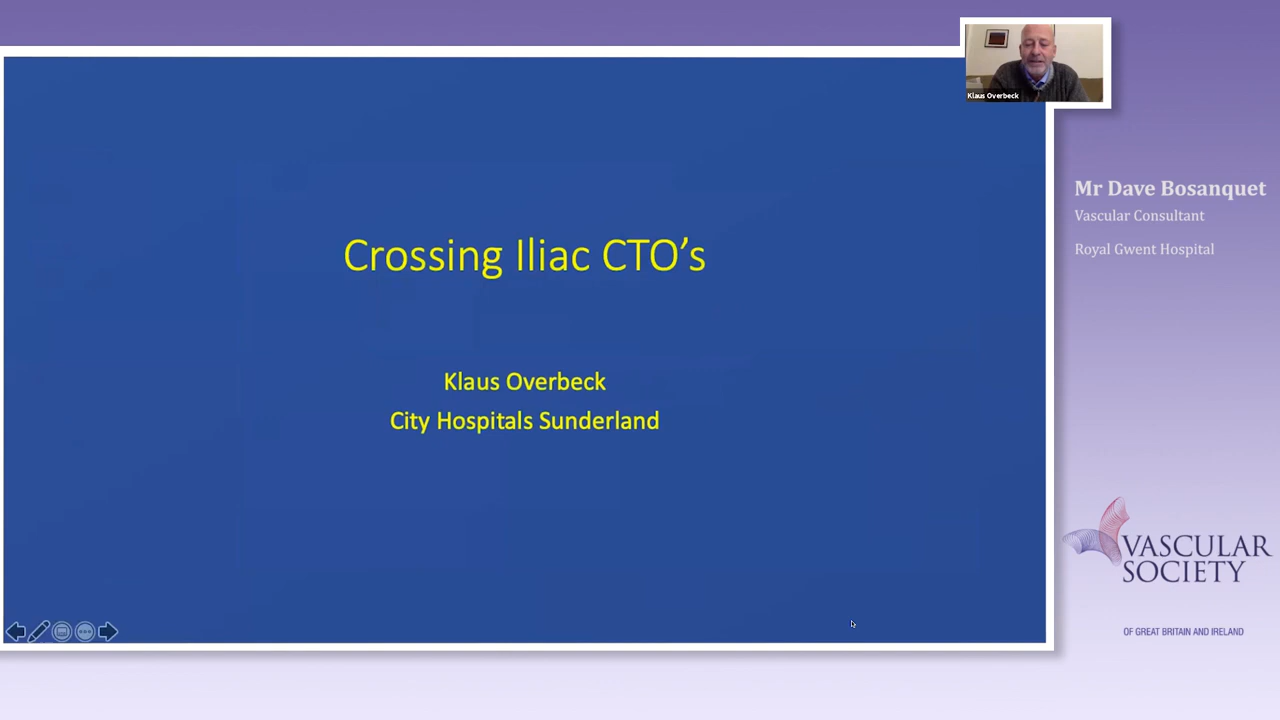 Klaus Overbeck
Mr Dave Bosanquet
Vascular Consultant
Royal Gwent Hospital
Crossing Iliac CTO's
Klaus Overbeck
City Hospitals Sunderland
VASCULAR
SOCIETY
OF GREAT BRITAIN AND IRELAND